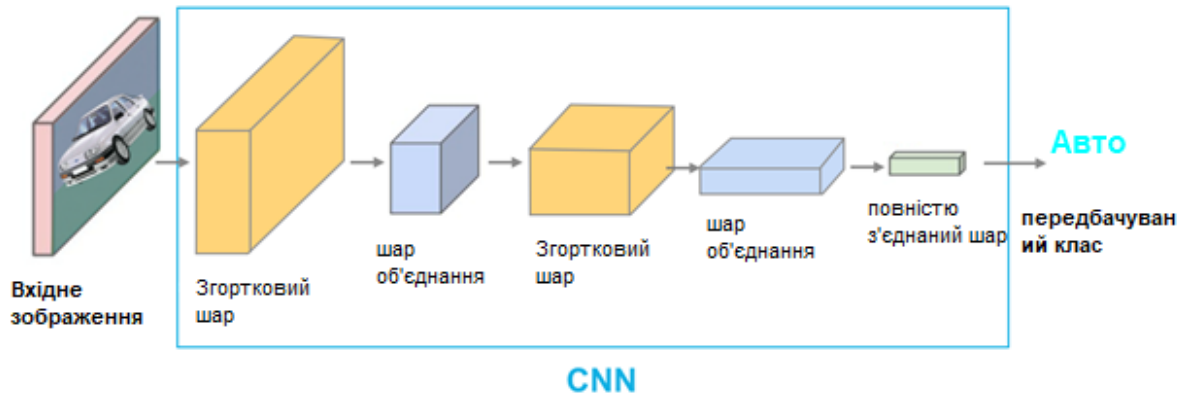 Вхідне
зображення
Згортковий
шар
шар
об'єднання
Згортковий
шар
шар
об'єднання
повністю
з'єднаний шар
Авто
передбачуван
ий клас
CNN